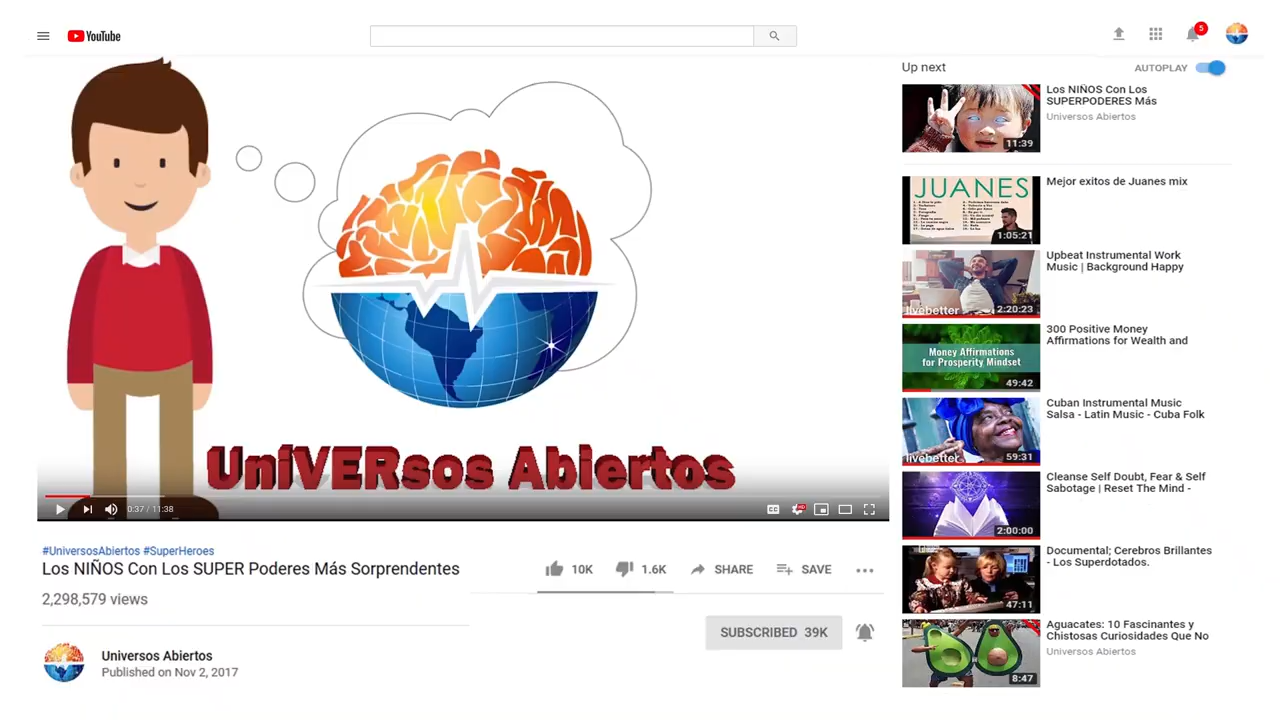 YouTube
5
UníVERsos Abíertos
0:37 / 11:38
CC
HD
#UniversosAbiertos #SuperHeroes
Los NIÑOS Con Los SUPER Poderes Más Sorprendentes
2,298,579 views
10K
1.6K
SHARE
SAVE
SUBSCRIBED 39K
Universos Abiertos
Published on Nov 2, 2017
Up next
AUTOPLAY
11:39
Los NIÑOS Con Los
SUPERPODERES Más
Universos Abiertos
JUANES
1:05:21
Mejor exitos de Juanes mix
livebetter
2:20:23
Upbeat Instrumental Work
Music | Background Happy
Money Affirmations
for Prosperity Mindset
49:42
300 Positive Money
Affirmations for Wealth and
livebetter
59:31
Cuban Instrumental Music
Salsa - Latin Music - Cuba Folk
2:00:00
Cleanse Self Doubt, Fear & Self
Sabotage | Reset The Mind -
47:11
Documental; Cerebros Brillantes
- Los Superdotados.
8:47
Aguacates: 10 Fascinantes y
Chistosas Curiosidades Que No
Universos Abiertos